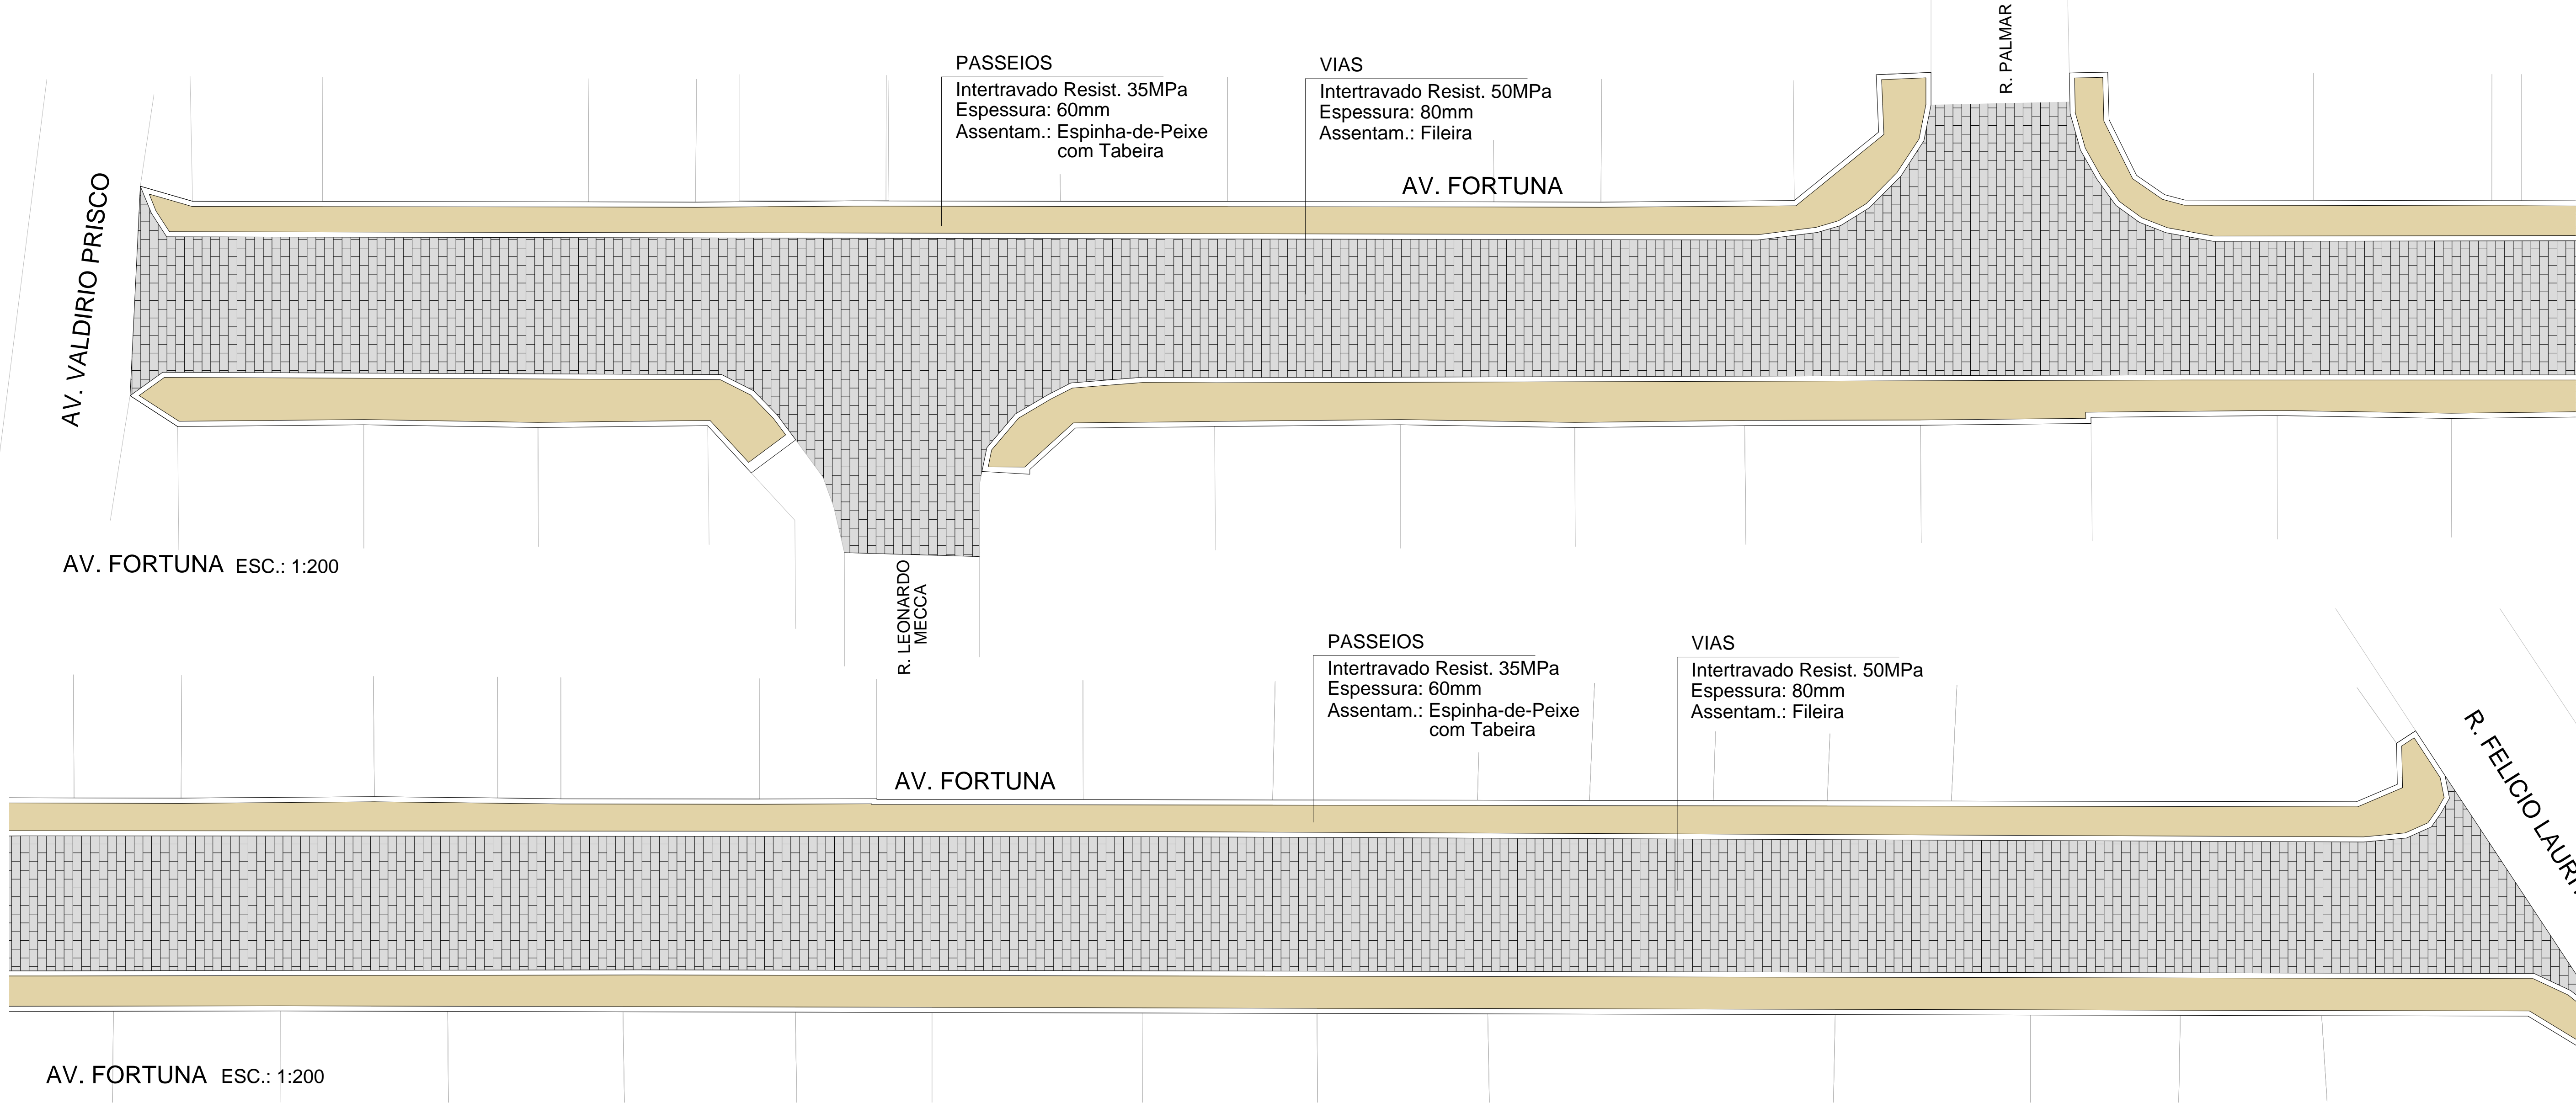 R. PALMAR
PASSEIOS
Intertravado Resist. 35MPa
Espessura: 60mm
Assentam.: Espinha-de-Peixe
com Tabeira
VIAS
Intertravado Resist. 50MPa
Espessura: 80mm
Assentam.: Fileira
AV. FORTUNA
AV. VALDIRIO PRISCO
AV. FORTUNA ESC.: 1:200
R. LEONARDO
MECCA
PASSEIOS
Intertravado Resist. 35MPa
Espessura: 60mm
Assentam.: Espinha-de-Peixe
com Tabeira
VIAS
Intertravado Resist. 50MPa
Espessura: 80mm
Assentam.: Fileira
AV. FORTUNA
R. FELICIO
AV. FORTUNA ESC.: 1:200